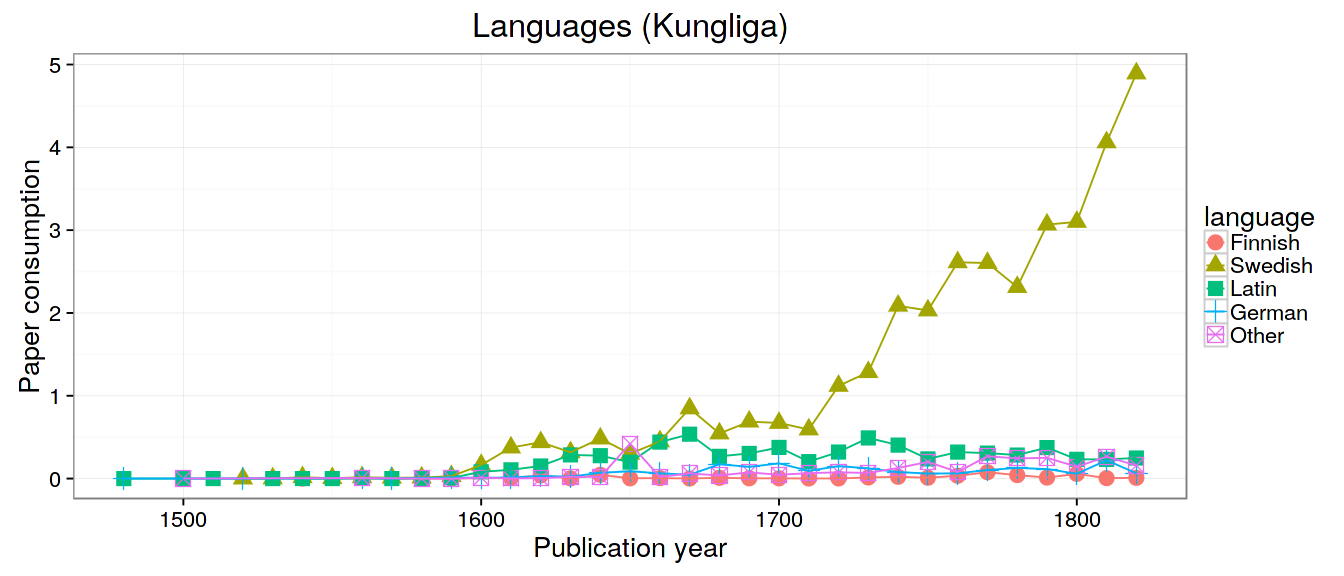 Languages (Kungliga)
Paper consumption
5
4
3
2
1
0
1500 1600 1700 1800
Publication year
language
Finnish
Swedish
Latin
German
Other